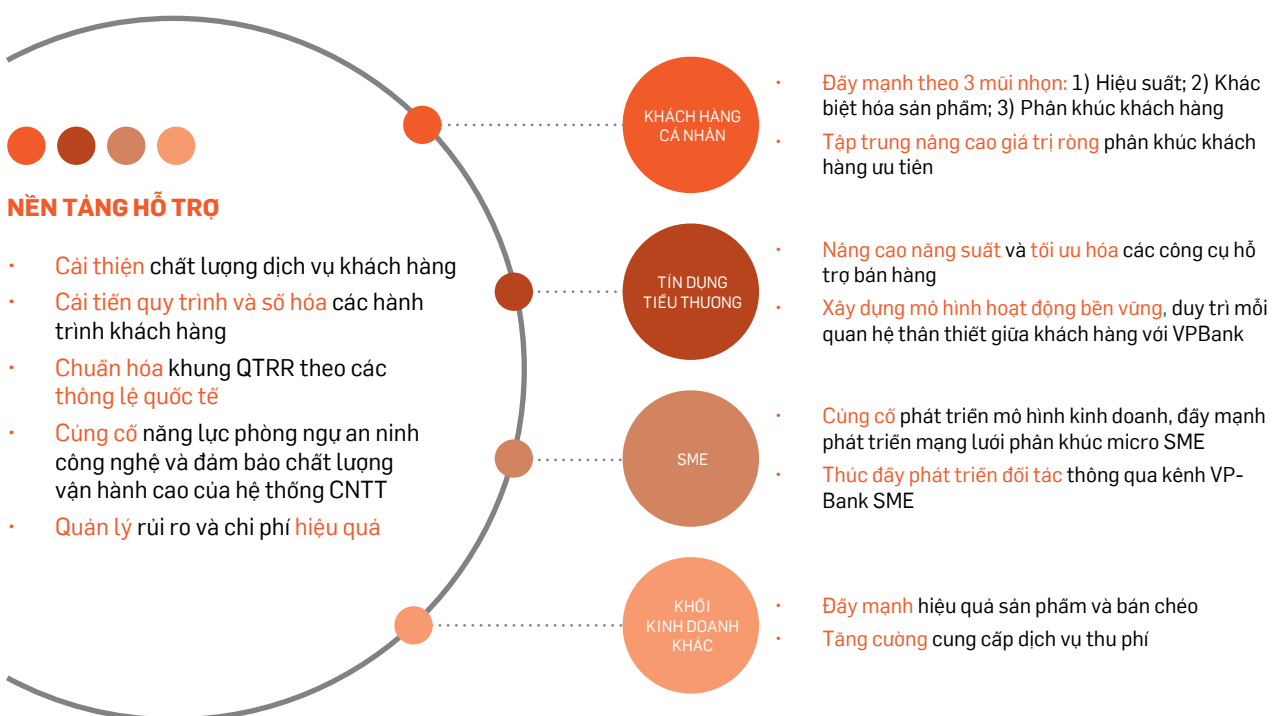 NỀN TẢNG HỖ TRỢ
• Cải thiện chất lượng dịch vụ khách hàng
• Cải tiến quy trình và số hóa các hành
trình khách hàng
• Chuẩn hóa khung QTRR theo các
thông lệ quốc tế
• Củng cố năng lực phòng ngự an ninh
công nghệ và đảm bảo chất lượng
vận hành cao của hệ thống CNTT
• Quản lý rủi ro và chi phí hiệu quả
KHÁCH HÀNG
CÁ NHÂN
• Đẩy mạnh theo 3 mũi nhọn: 1) Hiệu suất; 2) Khác
biệt hóa sản phẩm; 3) Phân khúc khách hàng
• Tập trung nâng cao giá trị ròng phân khúc khách
hàng ưu tiên
TÍN DỤNG
TIỂU THƯƠNG
• Nâng cao năng suất và tối ưu hóa các công cụ hỗ
trợ bán hàng
• Xây dựng mô hình hoạt động bền vững, duy trì mối
quan hệ thân thiết giữa khách hàng với VPBank
SME
• Củng cố phát triển mô hình kinh doanh, đẩy mạnh
phát triển mạng lưới phân khúc micro SME
• Thúc đẩy phát triển đối tác thông qua kênh VP-
Bank SME
KHỐI
KINH DOANH
KHÁC
• Đẩy mạnh hiệu quả sản phẩm và bán chéo
• Tăng cường cung cấp dịch vụ thu phí